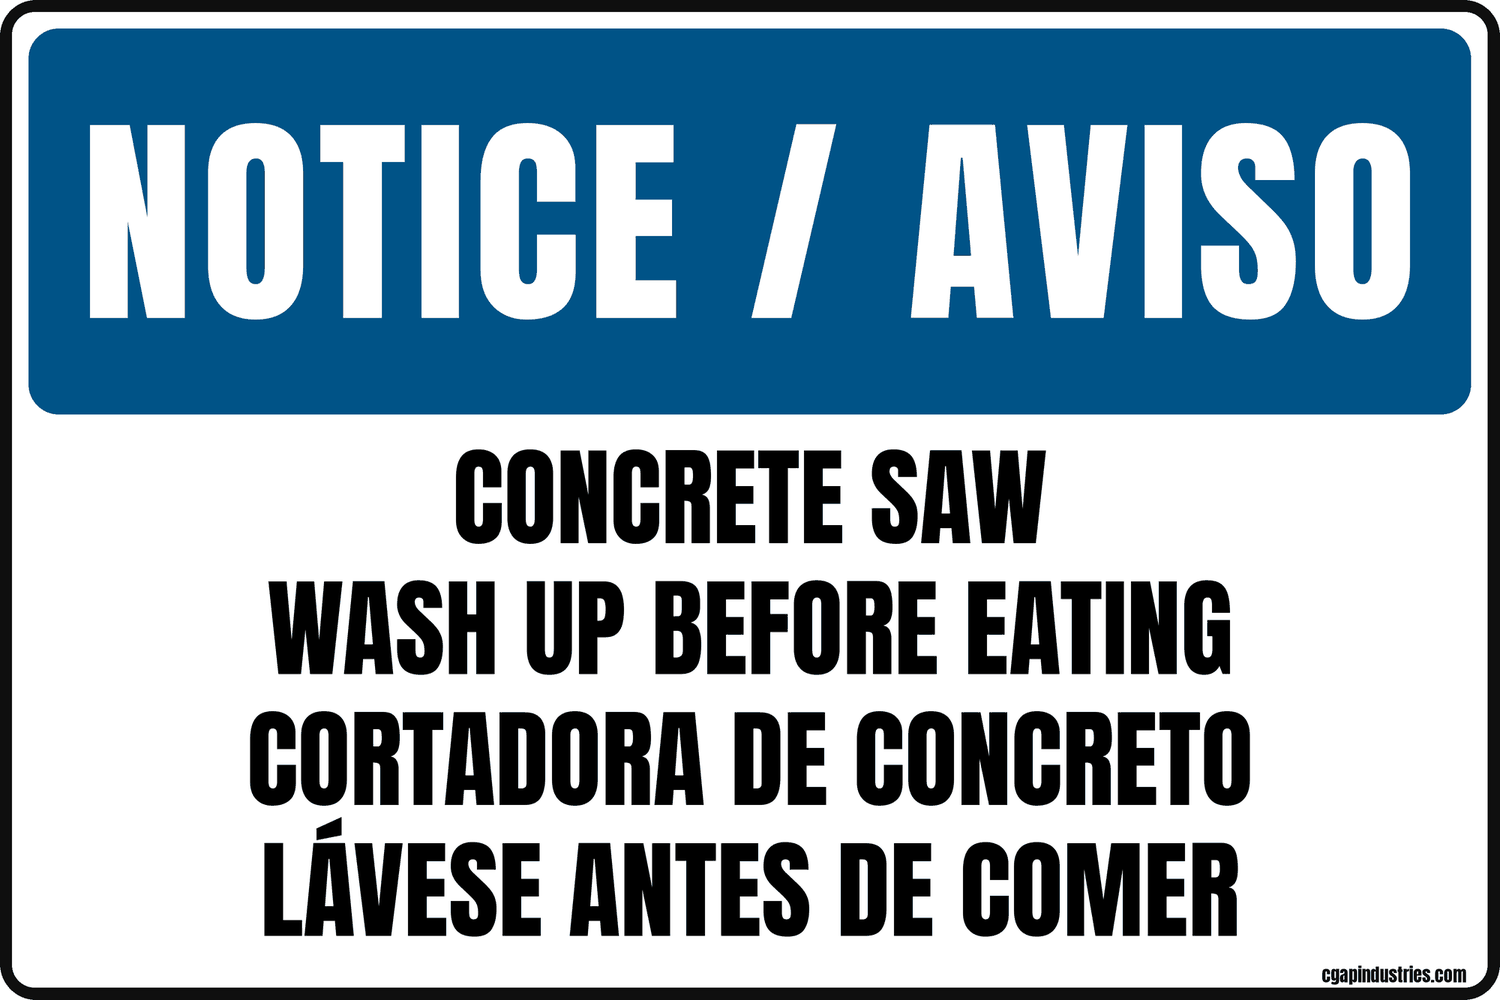 NOTICE / AVISO
CONCRETE SAW
WASH UP BEFORE EATING
CORTADORA DE CONCRETO
LÁVESE ANTES DE COMER
cgapindustries.com